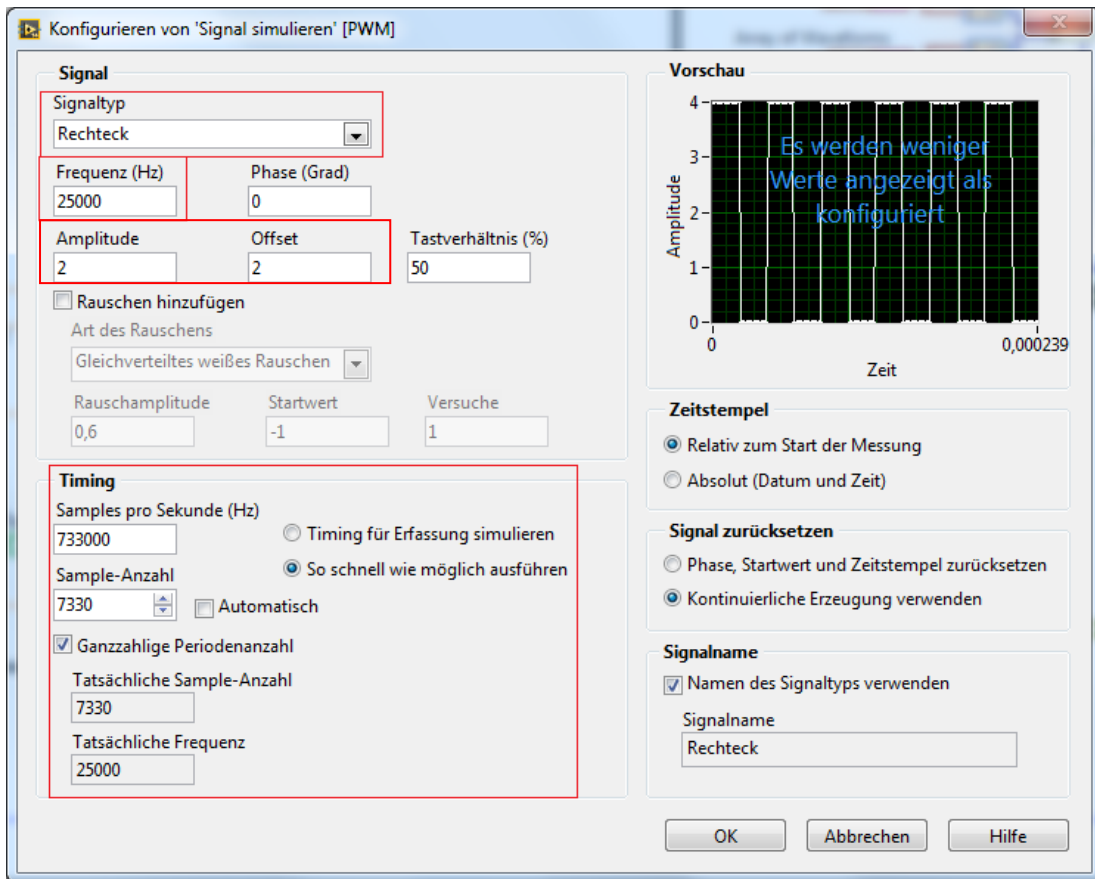 Konfigurieren von 'Signal simulieren' [PWM]
Signal
Signaltyp
Rechteck
Frequenz (Hz)
Phase (Grad)
25000
0
Amplitude
Offset
Tastverhältnis (%)
2
2
50
Rauschen hinzufügen
Art des Rauschens
Gleichverteiltes weißes Rauschen
Rauschamplitude
Startwert
Versuche
0,6
-1
1
Timing
Samples pro Sekunde (Hz)
733000
Timing für Erfassung simulieren
So schnell wie möglich ausführen
Sample-Anzahl
7330
Automatisch
Ganzzahlige Periodenanzahl
Tatsächliche Sample-Anzahl
7330
Tatsächliche Frequenz
25000
Vorschau
4
3
2
1
0
Amplitude
Es werden weniger
Werte angezeigt als
konfiguriert
0
0,000239
Zeit
Zeitstempel
Relativ zum Start der Messung
Absolut (Datum und Zeit)
Signal zurücksetzen
Phase, Startwert und Zeitstempel zurücksetzen
Kontinuierliche Erzeugung verwenden
Signalname
Namen des Signaltyps verwenden
Signalname
Rechteck
OK
Abbrechen
Hilfe